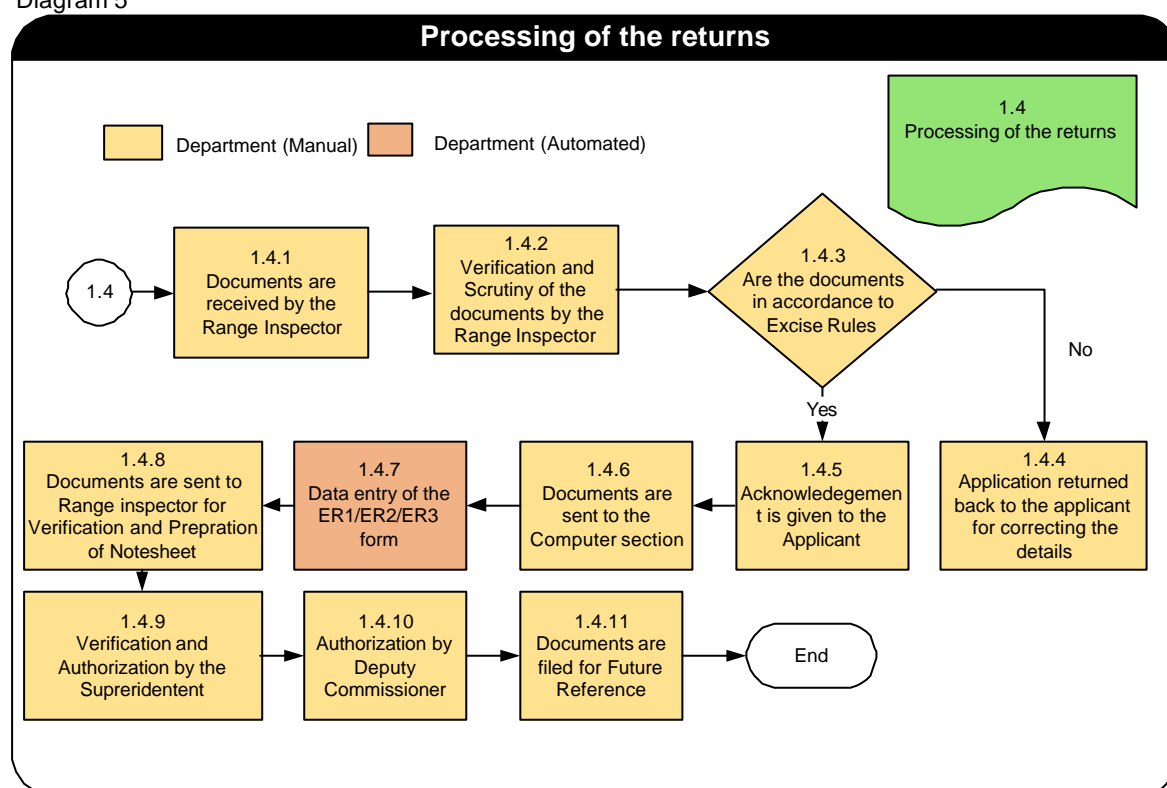 Diagram 5
Processing of the returns
1.4
Processing of the returns
Department (Manual)
Department (Automated)
1.4
1.4.1
Documents are
received by the
Range Inspector
1.4.2
Verification and
Scrutiny of the
documents by the
Range Inspector
1.4.3
Are the documents
in accordance to
Excise Rules
No
Yes
1.4.4
Application returned
back to the applicant
for correcting the
details
1.4.5
Acknowledegemen
t is given to the
Applicant
1.4.6
Documents are
sent to the
Computer section
1.4.7
Data entry of the
ER1/ER2/ER3
form
1.4.8
Documents are sent to
Range inspector for
Verification and Prepration
of Notesheet
1.4.9
Verification and
Authorization by the
Supreridentent
1.4.10
Authorization by
Deputy
Commissioner
1.4.11
Documents are
filed for Future
Reference
End